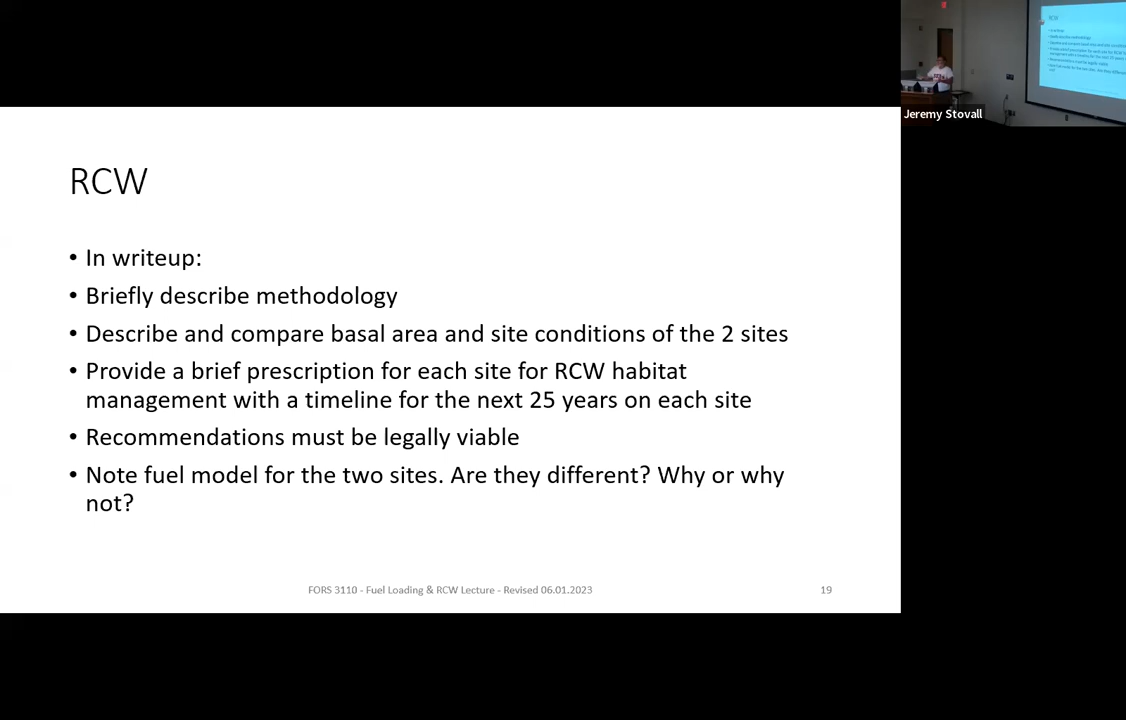 RCW
• In writeup:
• Briefly describe methodology
• Describe and compare basal area and site conditions of the 2 sites
• Provide a brief prescription for each site for RCW habitat
management with a timeline for the next 25 years on each site
• Recommendations must be legally viable
• Note fuel model for the two sites. Are they different? Why or why
not?
FORS 3110 - Fuel Loading & RCW Lecture - Revised 06.01.2023
19
Jeremy Stovall